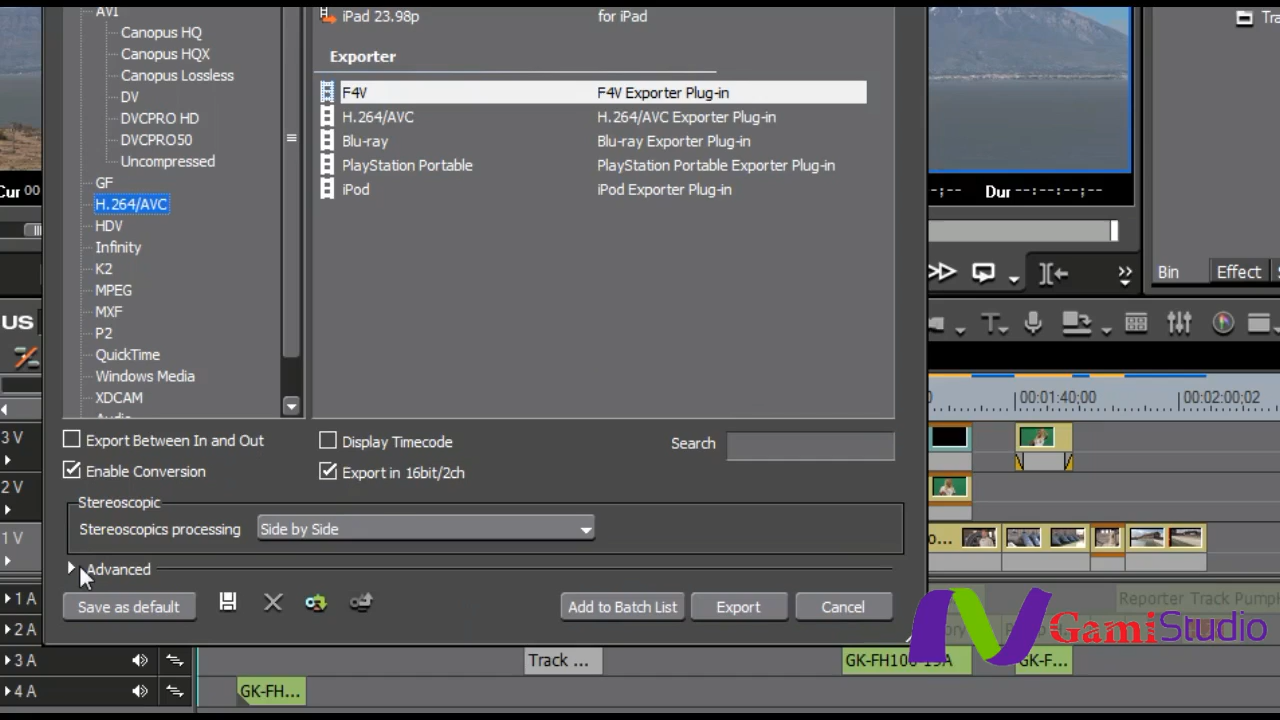 AVI
Canopus HQ
Canopus HQX
Canopus Lossless
DV
DVCPRO HD
DVCPRO50
Uncompressed
GF
H.264/AVC
HDV
Infinity
K2
MPEG
MXF
P2
QuickTime
Windows Media
XDCAM
Audio
iPad 23.98p for iPad
Exporter
F4V F4V Exporter Plug-in
H.264/AVC H.264/AVC Exporter Plug-in
Blu-ray Blu-ray Exporter Plug-in
PlayStation Portable PlayStation Portable Exporter Plug-in
iPod iPod Exporter Plug-in
Export Between In and Out
Display Timecode
Search
Enable Conversion
Export in 16bit/2ch
Stereoscopic
Stereoscopics processing Side by Side
Advanced
Save as default
Add to Batch List
Export
Cancel
Cur 00
US
3 V
2 V
1 V
1 A
2 A
3 A
4 A
Dur --:--:--;--
Bin
Effect
00:01:40;00
00:02:00;02
Reporter Track Pump
Track ...
GK-FH100-15A
GK-F...
GK-FH...
GamiStudio